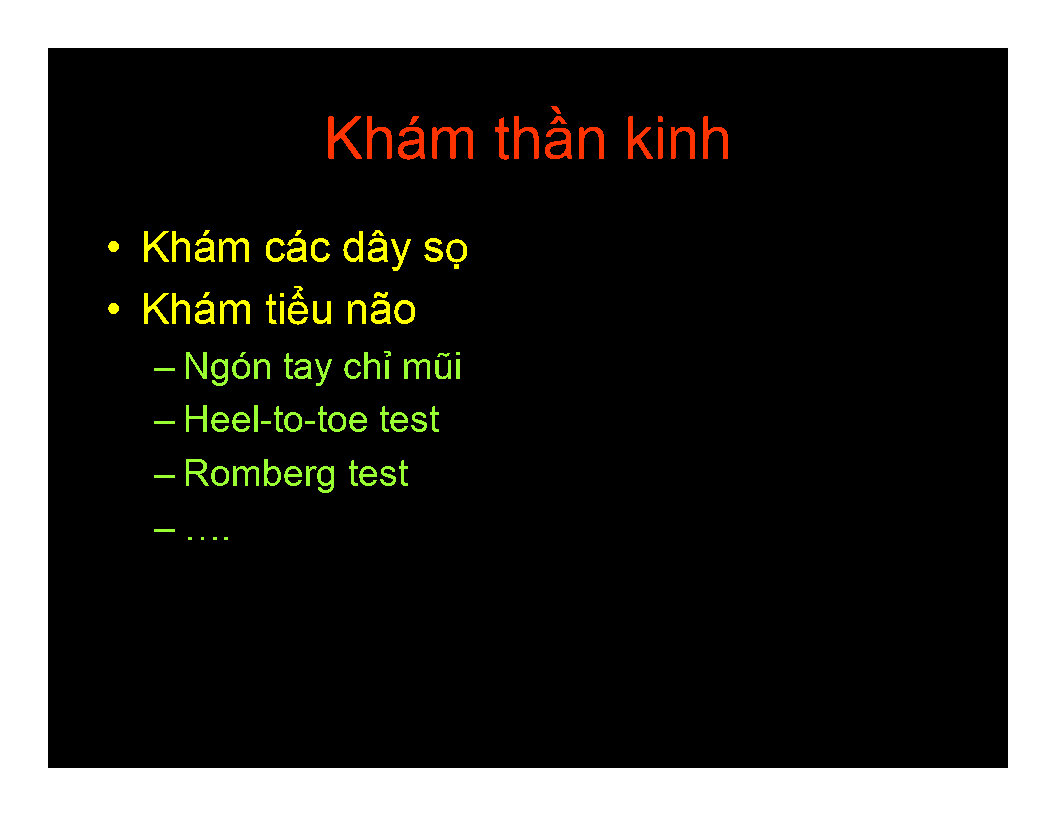 Khám thần kinh
• Khám các dây sọ
• Khám tiểu não
– Ngón tay chỉ mũi
– Heel-to-toe test
– Romberg test
– ….